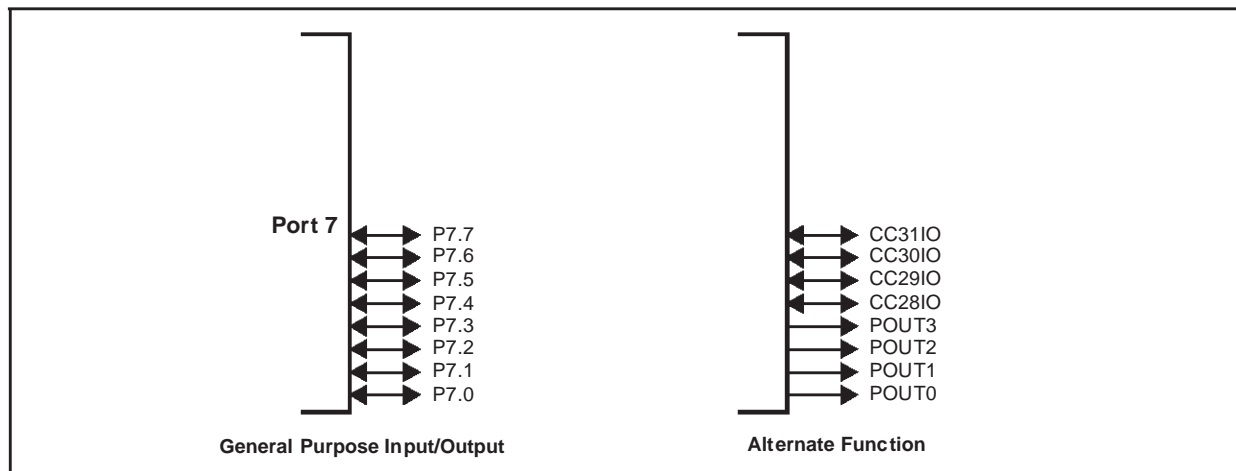 Port 7
P7.7
P7.6
P7.5
P7.4
P7.3
P7.2
P7.1
P7.0
General Purpose Input/Output
CC31IO
CC30IO
CC29IO
CC28IO
POUT3
POUT2
POUT1
POUT0
Alternate Function